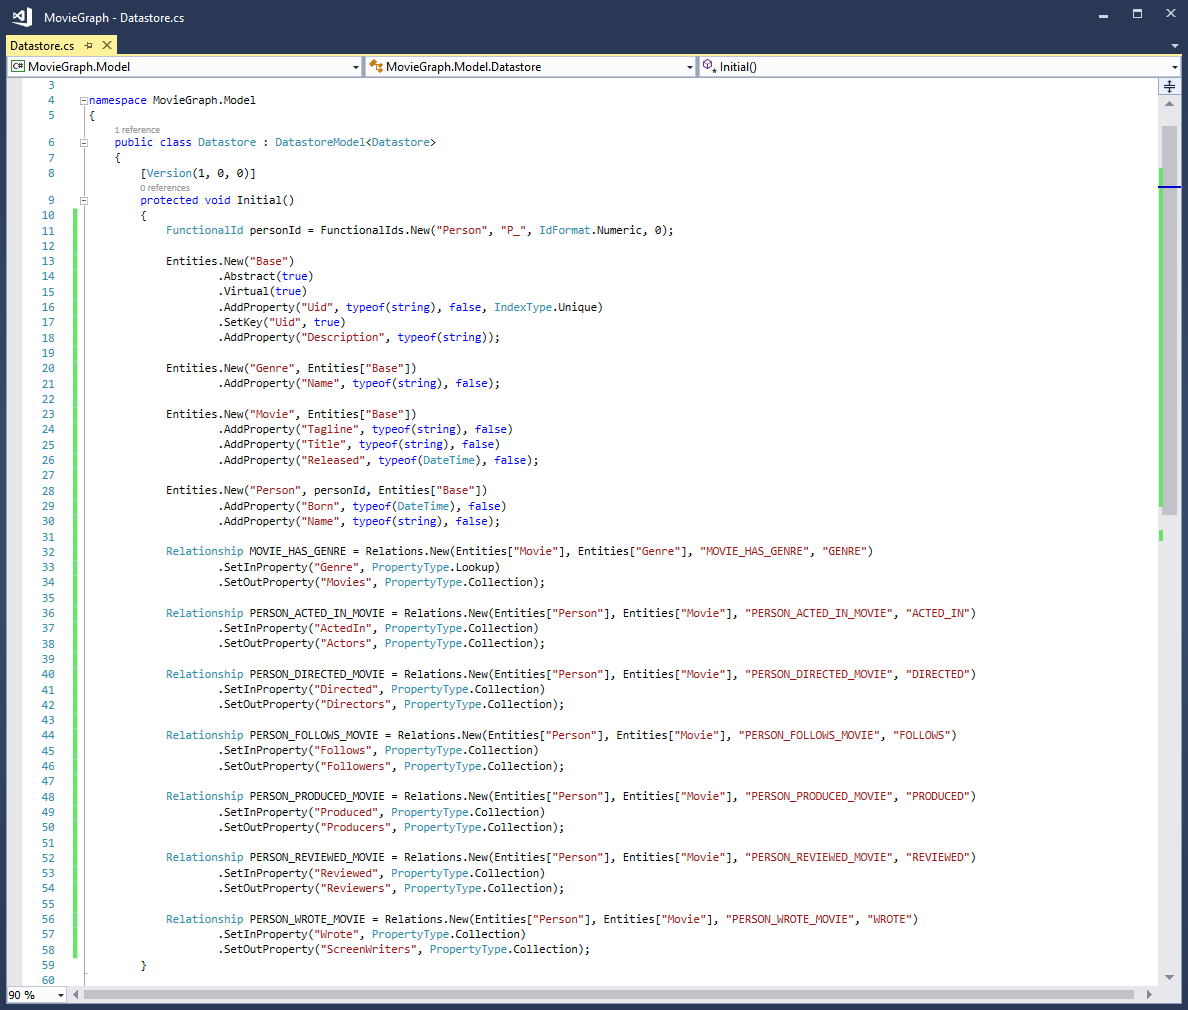 MovieGraph - Datastore.cs
Datastore.cs
C# MovieGraph.Model MovieGraph.Model.Datastore Initial()
3
4 namespace MovieGraph.Model
5 {
1 reference
6 public class Datastore : DatastoreModel<Datastore>
7 {
8 [Version(1, 0, 0)]
0 references
9 protected void Initial()
10 {
11 FunctionalId personId = FunctionalIds.New("Person", "P_", IdFormat.Numeric, 0);
12
13 Entities.New("Base")
14 .Abstract(true)
15 .Virtual(true)
16 .AddProperty("Uid", typeof(string), false, IndexType.Unique)
17 .SetKey("Uid", true)
18 .AddProperty("Description", typeof(string));
19
20 Entities.New("Genre", Entities["Base"])
21 .AddProperty("Name", typeof(string), false);
22
23 Entities.New("Movie", Entities["Base"])
24 .AddProperty("Tagline", typeof(string), false)
25 .AddProperty("Title", typeof(string), false)
26 .AddProperty("Released", typeof(DateTime), false);
27
28 Entities.New("Person", personId, Entities["Base"])
29 .AddProperty("Born", typeof(DateTime), false)
30 .AddProperty("Name", typeof(string), false);
31
32 Relationship MOVIE_HAS_GENRE = Relations.New(Entities["Movie"], Entities["Genre"], "MOVIE_HAS_GENRE", "GENRE")
33 .SetInProperty("Genre", PropertyType.Lookup)
34 .SetOutProperty("Movies", PropertyType.Collection);
35
36 Relationship PERSON_ACTED_IN_MOVIE = Relations.New(Entities["Person"], Entities["Movie"], "PERSON_ACTED_IN_MOVIE", "ACTED_IN")
37 .SetInProperty("ActedIn", PropertyType.Collection)
38 .SetOutProperty("Actors", PropertyType.Collection);
39
40 Relationship PERSON_DIRECTED_MOVIE = Relations.New(Entities["Person"], Entities["Movie"], "PERSON_DIRECTED_MOVIE", "DIRECTED")
41 .SetInProperty("Directed", PropertyType.Collection)
42 .SetOutProperty("Directors", PropertyType.Collection);
43
44 Relationship PERSON_FOLLOWS_MOVIE = Relations.New(Entities["Person"], Entities["Movie"], "PERSON_FOLLOWS_MOVIE", "FOLLOWS")
45 .SetInProperty("Follows", PropertyType.Collection)
46 .SetOutProperty("Followers", PropertyType.Collection);
47
48 Relationship PERSON_PRODUCED_MOVIE = Relations.New(Entities["Person"], Entities["Movie"], "PERSON_PRODUCED_MOVIE", "PRODUCED")
49 .SetInProperty("Produced", PropertyType.Collection)
50 .SetOutProperty("Producers", PropertyType.Collection);
51
52 Relationship PERSON_REVIEWED_MOVIE = Relations.New(Entities["Person"], Entities["Movie"], "PERSON_REVIEWED_MOVIE", "REVIEWED")
53 .SetInProperty("Reviewed", PropertyType.Collection)
54 .SetOutProperty("Reviewers", PropertyType.Collection);
55
56 Relationship PERSON_WROTE_MOVIE = Relations.New(Entities["Person"], Entities["Movie"], "PERSON_WROTE_MOVIE", "WROTE")
57 .SetInProperty("Wrote", PropertyType.Collection)
58 .SetOutProperty("ScreenWriters", PropertyType.Collection);
59 }
60
90 %